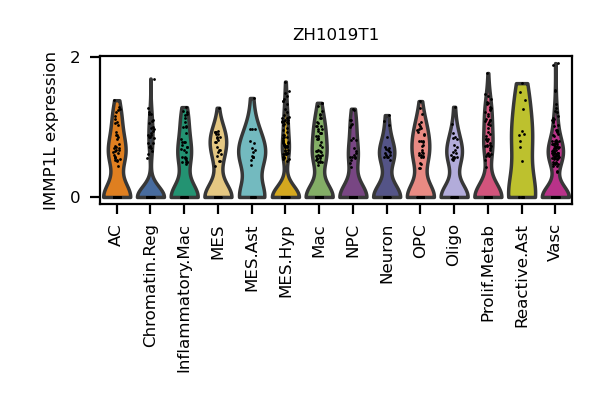 ZH1019T1
IMMP1L expression
2
0
AC
Chromatin.Reg
Inflammatory.Mac
MES
MES.Ast
MES.Hyp
Mac
NPC
Neuron
OPC
Oligo
Prolif.Metab
Reactive.Ast
Vasc